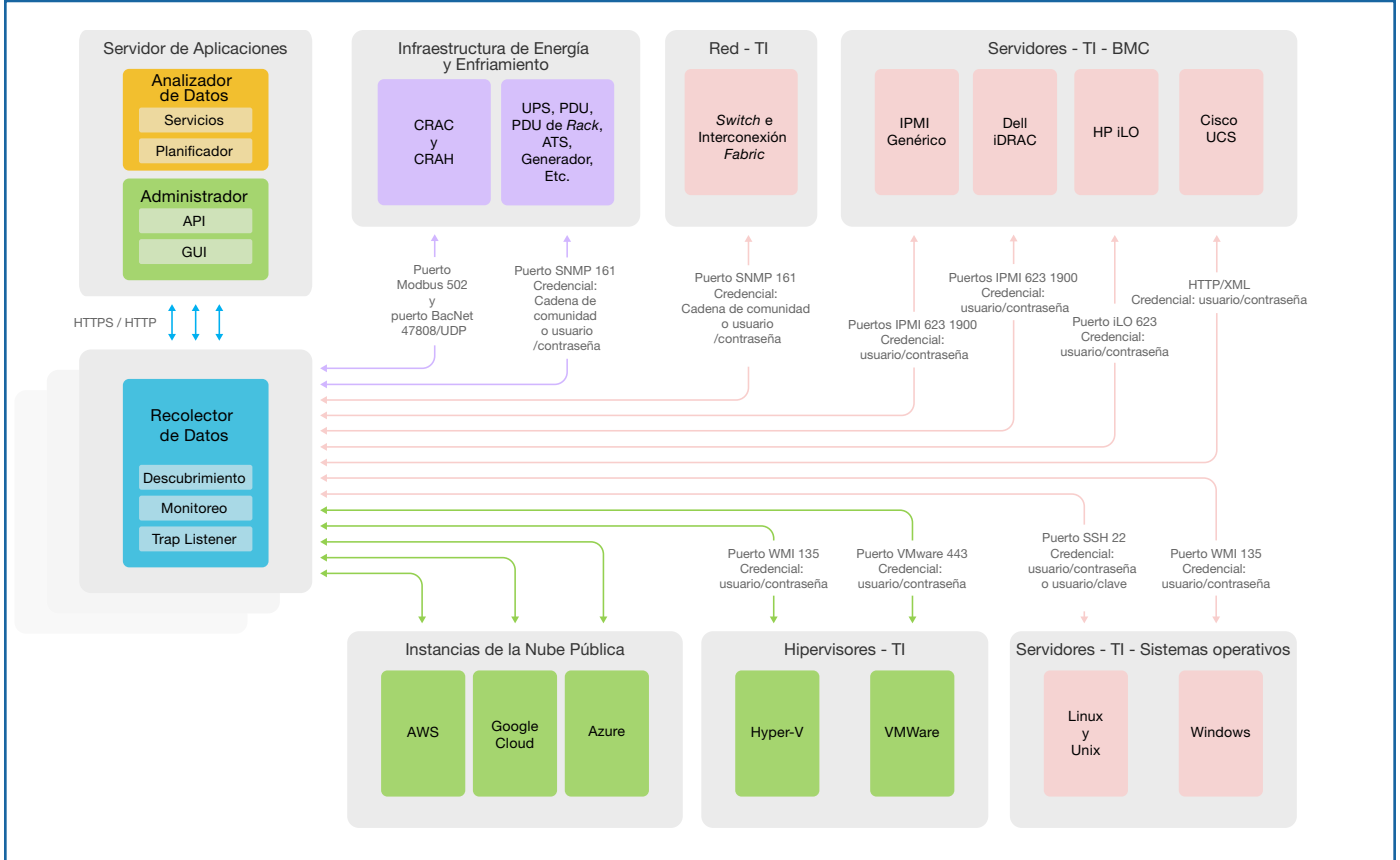 Servidor de Aplicaciones
Analizador
de Datos
Servicios
Planificador
Administrador
API
GUI
HTTPS / HTTP
Recolector
de Datos
Descubrimiento
Monitoreo
Trap Listener
Infraestructura de Energía
y Enfriamiento
CRAC
y
CRAH
UPS, PDU,
PDU de Rack,
ATS,
Generador,
Etc.
Red - TI
Switch e
Interconexión
Fabric
Servidores - TI - BMC
IPMI
Genérico
Dell
iDRAC
HP iLO
Cisco
UCS
Puerto
Modbus 502
y
puerto BacNet
47808/UDP
Puerto SNMP 161
Credencial:
Cadena de
comunidad
o usuario
/contraseña
Puerto SNMP 161
Credencial:
Cadena de comunidad
o usuario
/contraseña
Puertos IPMI 623 1900
Credencial:
usuario/contraseña
Puertos IPMI 623 1900
Credencial:
usuario/contraseña
Puerto iLO 623
Credencial:
usuario/contraseña
HTTP/XML
Credencial: usuario/contraseña
Puerto WMI 135
Credencial:
usuario/contraseña
Puerto VMware 443
Credencial:
usuario/contraseña
Puerto SSH 22
Credencial:
usuario/contraseña
o usuario/clave
Puerto WMI 135
Credencial:
usuario/contraseña
Instancias de la Nube Pública
AWS
Google
Cloud
Azure
Hipervisores - TI
Hyper-V
VMWare
Servidores - TI - Sistemas operativos
Linux
y
Unix
Windows